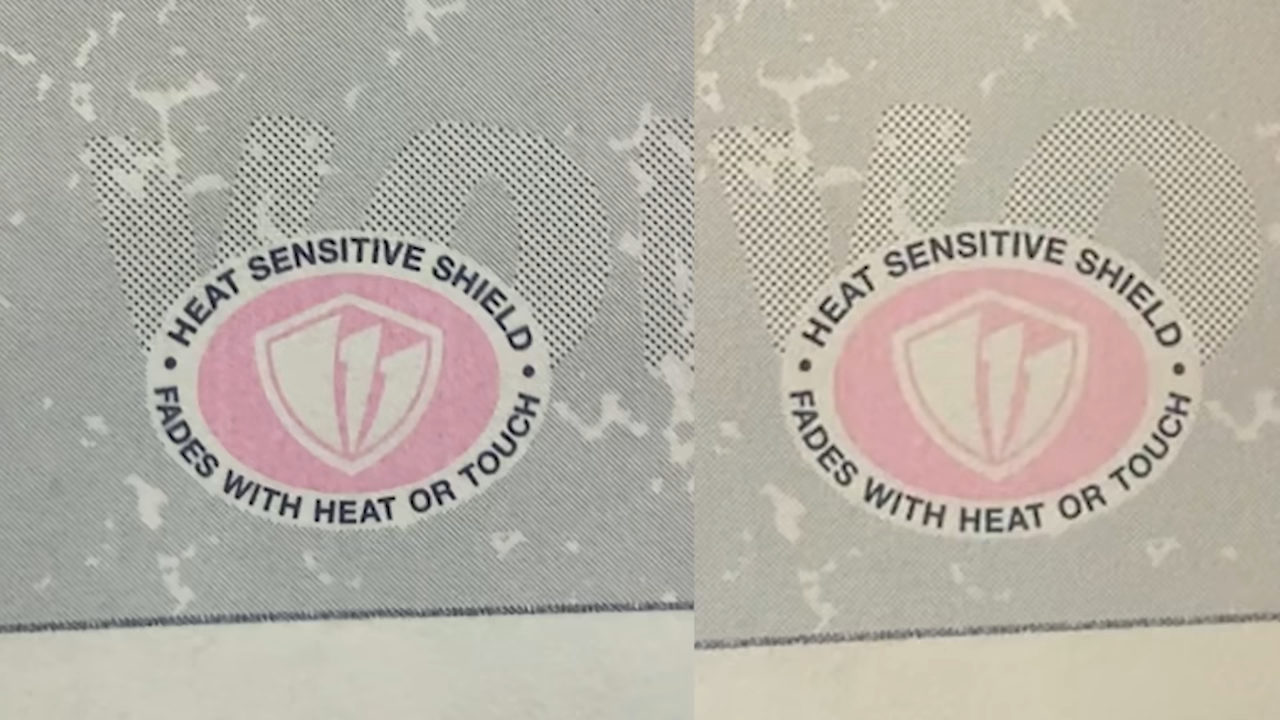 HEAT SENSITIVE SHIELD
• FADES WITH HEAT OR TOUCH •
HEAT SENSITIVE SHIELD
• FADES WITH HEAT OR TOUCH •